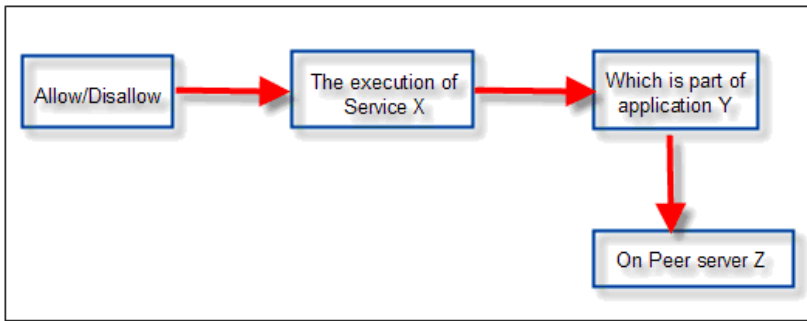 Allow/Disallow
The execution of
Service X
Which is part of
application Y
On Peer server Z